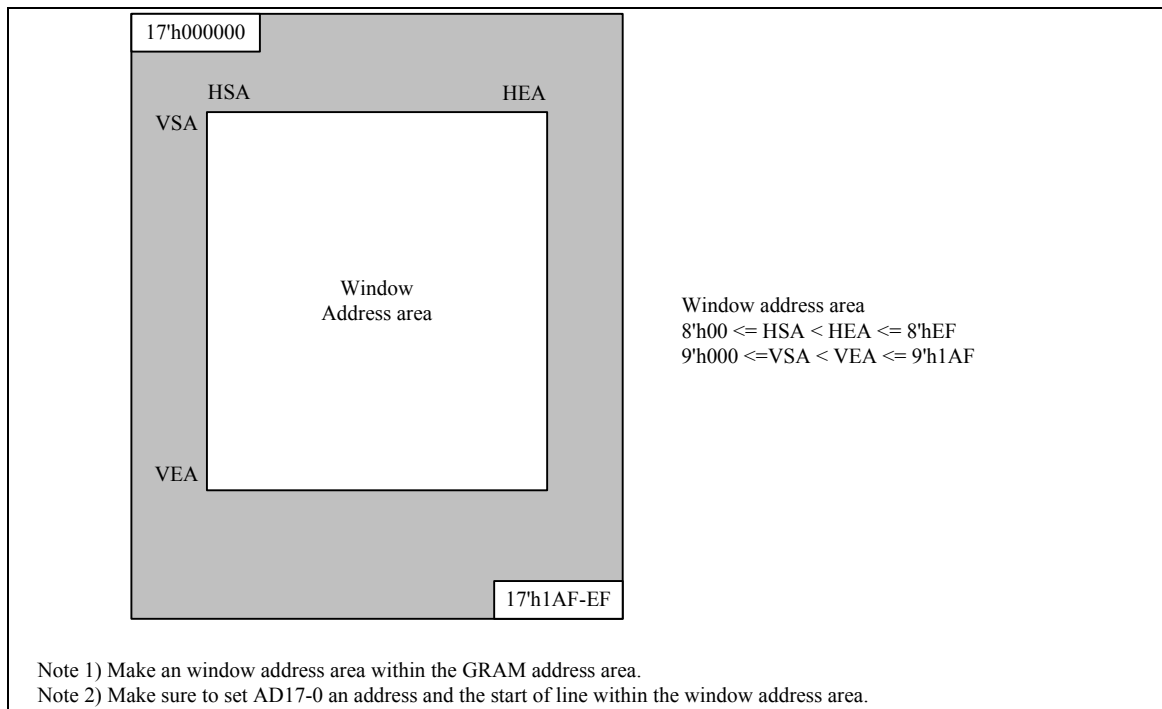 17'h000000
HSA HEA
VSA
Window
Address area
VEA
17'h1AF-EF
Window address area
8'h00 <= HSA < HEA <= 8'hEF
9'h000 <=VSA < VEA <= 9'h1AF
Note 1) Make an window address area within the GRAM address area.
Note 2) Make sure to set AD17-0 an address and the start of line within the window address area.